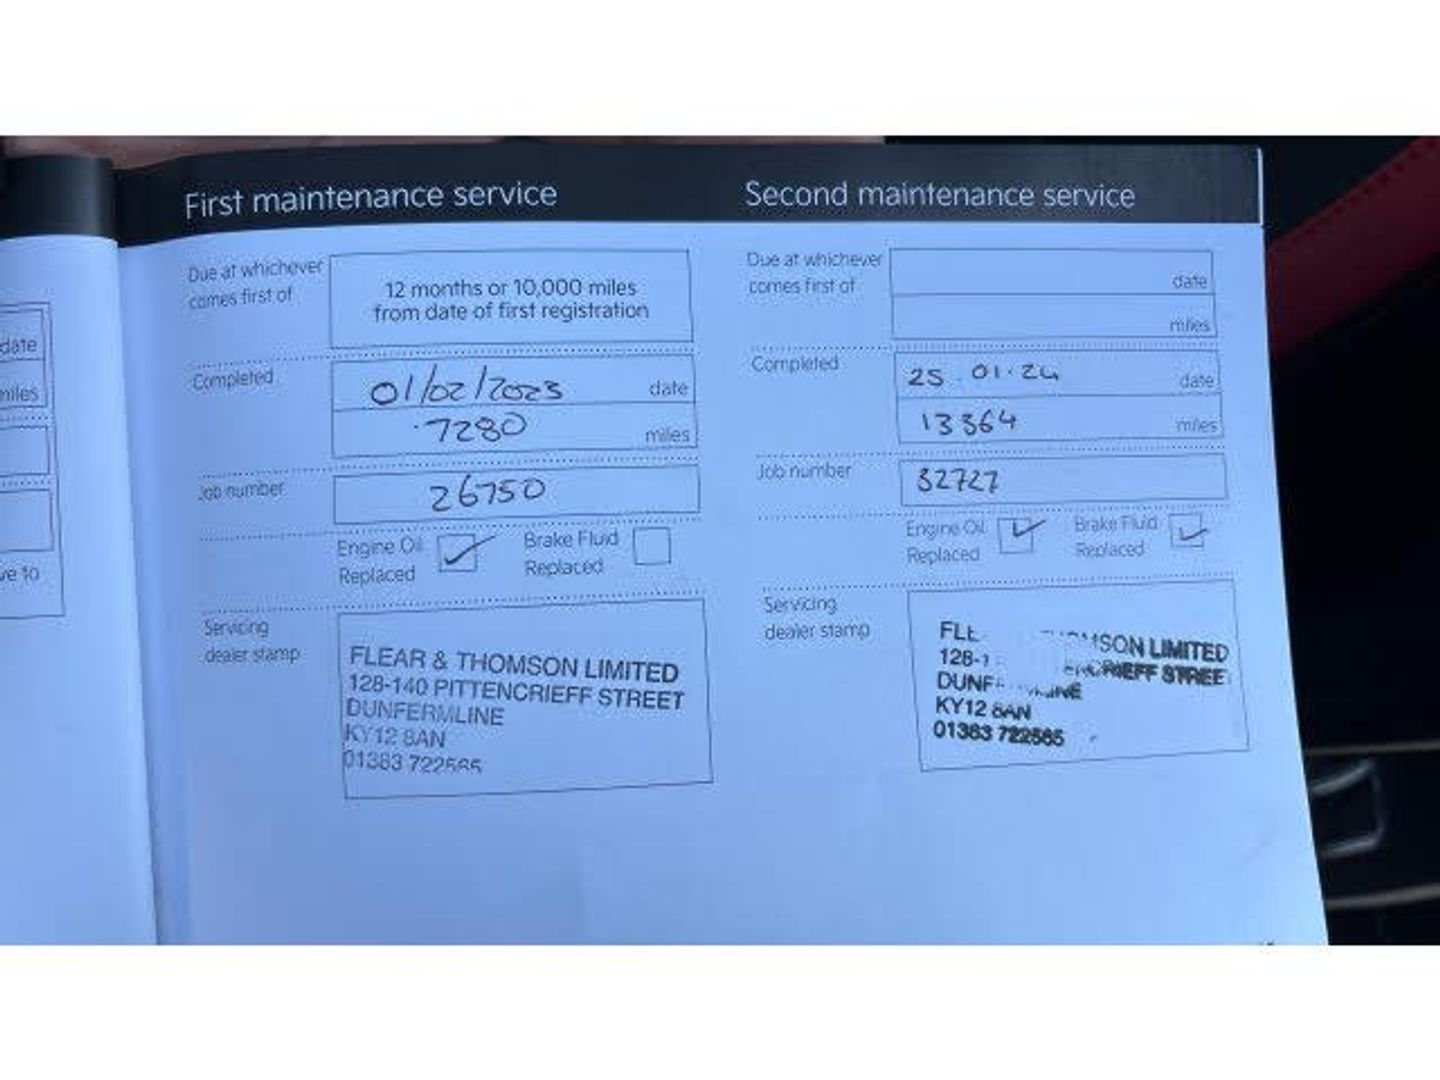 First maintenance service
Due at whichever
comes first of
12 months or 10,000 miles
from date of first registration
Completed
01/02/2023 date
7280 miles
Job number
26750
Engine Oil
Replaced
Brake Fluid
Replaced
Servicing
dealer stamp
FLEAR & THOMSON LIMITED
128-140 PITTENCRIEFF STREET
DUNFERMLINE
KY12 8AN
01383 722565
Second maintenance service
Due at whichever
comes first of
date
miles
Completed
25.01.24 date
13364 miles
Job number
32727
Engine Oil
Replaced
Brake Fluid
Replaced
Servicing
dealer stamp
LIMITED
KY12 8AN
01383 722565
date
miles